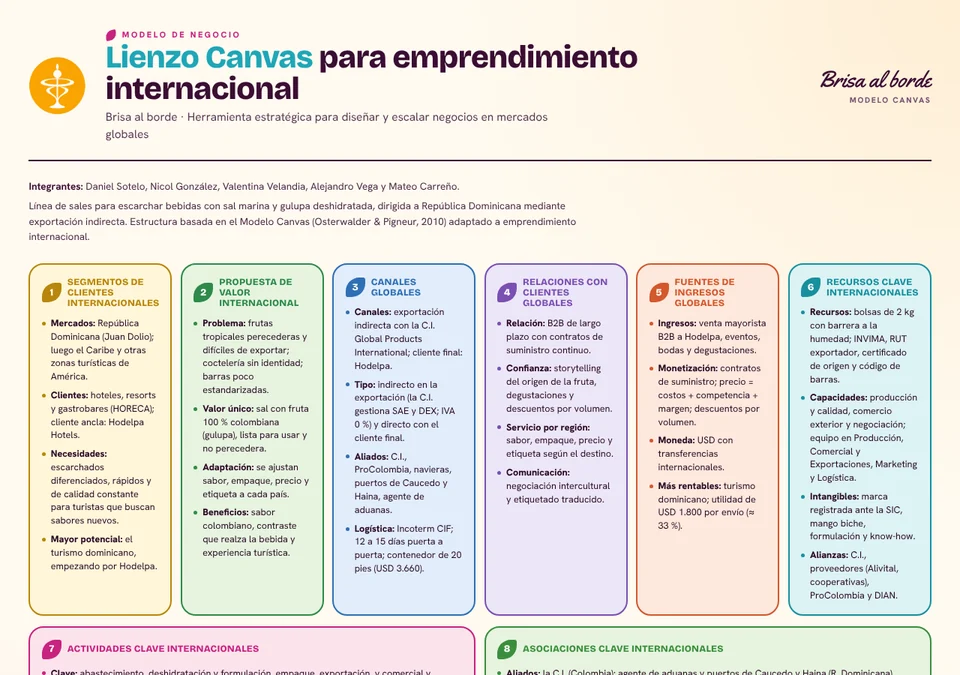 MODELO DE NEGOCIO
Lienzo Canvas para emprendimiento
internacional
Brisa al borde · Herramienta estratégica para diseñar y escalar negocios en mercados
globales
Brisa al borde
MODELO CANVAS
Integrantes: Daniel Sotelo, Nicol González, Valentina Velandia, Alejandro Vega y Mateo Carreño.
Línea de sales para escarchar bebidas con sal marina y gulupa deshidratada, dirigida a República Dominicana mediante
exportación indirecta. Estructura basada en el Modelo Canvas (Osterwalder & Pigneur, 2010) adaptado a emprendimiento
internacional.
1
SEGMENTOS DE
CLIENTES
INTERNACIONALES
Mercados: República
Dominicana (Juan Dolio);
luego el Caribe y otras
zonas turísticas de
América.
Clientes: hoteles, resorts
y gastrobares (HORECA);
cliente ancla: Hodelpa
Hotels.
Necesidades:
escarchados
diferenciados, rápidos y
de calidad constante
para turistas que buscan
sabores nuevos.
Mayor potencial: el
turismo dominicano,
empezando por Hodelpa.
2
PROPUESTA DE
VALOR
INTERNACIONAL
Problema: frutas
tropicales perecederas y
difíciles de exportar;
coctelería sin identidad;
barras poco
estandarizadas.
Valor único: sal con fruta
100 % colombiana
(gulupa), lista para usar y
no perecedera.
Adaptación: se ajustan
sabor, empaque, precio y
etiqueta a cada país.
Beneficios: sabor
colombiano, contraste
que realza la bebida y
experiencia turística.
3
CANALES
GLOBALES
Canales: exportación
indirecta con la C.I.
Global Products
International; cliente final:
Hodelpa.
Tipo: indirecto en la
exportación (la C.I.
gestiona SAE y DEX; IVA
0 %) y directo con el
cliente final.
Aliados: C.I.,
ProColombia, navieras,
puertos de Caucedo y
Haina, agente de
aduanas.
Logística: Incoterm CIF;
12 a 15 días puerta a
puerta; contenedor de 20
pies (USD 3.660).
4
RELACIONES CON
CLIENTES
GLOBALES
Relación: B2B de largo
plazo con contratos de
suministro continuo.
Confianza: storytelling
del origen de la fruta,
degustaciones y
descuentos por volumen.
Servicio por región:
sabor, empaque, precio y
etiqueta según el destino.
Comunicación:
negociación intercultural
y etiquetado traducido.
5
FUENTES DE
INGRESOS
GLOBALES
Ingresos: venta mayorista
B2B a Hodelpa, eventos,
bodas y degustaciones.
Monetización: contratos
de suministro; precio =
costos + competencia +
margen; descuentos por
volumen.
Moneda: USD con
transferencias
internacionales.
Más rentables: turismo
dominicano; utilidad de
USD 1.800 por envío (≈
33 %).
6
RECURSOS CLAVE
INTERNACIONALES
Recursos: bolsas de 2 kg
con barrera a la
humedad; INVIMA, RUT
exportador, certificado
de origen y código de
barras.
Capacidades: producción
y calidad, comercio
exterior y negociación;
equipo en Producción,
Comercial y
Exportaciones, Marketing
y Logística.
Intangibles: marca
registrada ante la SIC,
mango biche,
formulación y know-how.
Alianzas: C.I.,
proveedores (Alivital,
cooperativas),
ProColombia y DIAN.
7
ACTIVIDADES CLAVE INTERNACIONALES
Clave: abastecimiento, deshidratación y formulación, empaque, exportación, y comercial y
8
ASOCIACIONES CLAVE INTERNACIONALES
Aliados: la C.I. (Colombia); agente de aduanas y puertos de Caucedo y Haina (R. Dominicana)